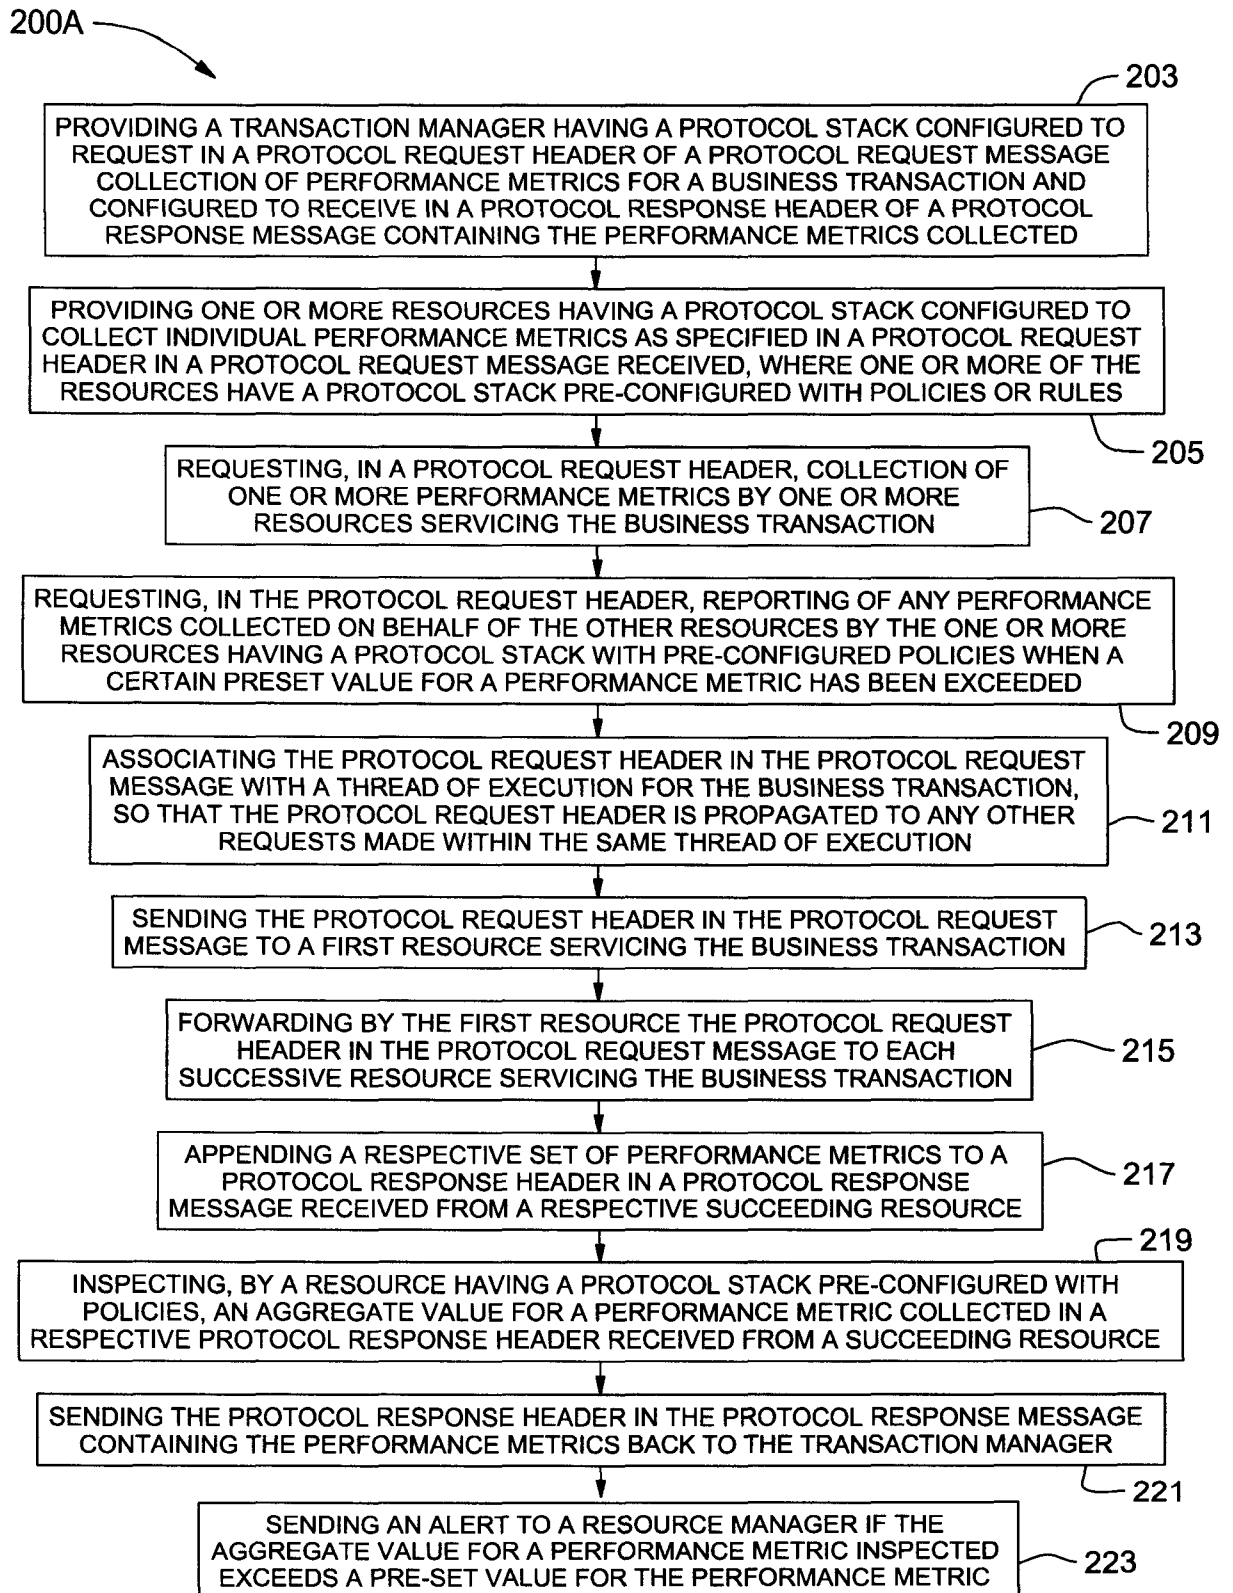 200A
203
PROVIDING A TRANSACTION MANAGER HAVING A PROTOCOL STACK CONFIGURED TO
REQUEST IN A PROTOCOL REQUEST HEADER OF A PROTOCOL REQUEST MESSAGE
COLLECTION OF PERFORMANCE METRICS FOR A BUSINESS TRANSACTION AND
CONFIGURED TO RECEIVE IN A PROTOCOL RESPONSE HEADER OF A PROTOCOL
RESPONSE MESSAGE CONTAINING THE PERFORMANCE METRICS COLLECTED
PROVIDING ONE OR MORE RESOURCES HAVING A PROTOCOL STACK CONFIGURED TO
COLLECT INDIVIDUAL PERFORMANCE METRICS AS SPECIFIED IN A PROTOCOL REQUEST
HEADER IN A PROTOCOL REQUEST MESSAGE RECEIVED, WHERE ONE OR MORE OF THE
RESOURCES HAVE A PROTOCOL STACK PRE-CONFIGURED WITH POLICIES OR RULES
205
REQUESTING, IN A PROTOCOL REQUEST HEADER, COLLECTION OF
ONE OR MORE PERFORMANCE METRICS BY ONE OR MORE
RESOURCES SERVICING THE BUSINESS TRANSACTION
207
REQUESTING, IN THE PROTOCOL REQUEST HEADER, REPORTING OF ANY PERFORMANCE
METRICS COLLECTED ON BEHALF OF THE OTHER RESOURCES BY THE ONE OR MORE
RESOURCES HAVING A PROTOCOL STACK WITH PRE-CONFIGURED POLICIES WHEN A
CERTAIN PRESET VALUE FOR A PERFORMANCE METRIC HAS BEEN EXCEEDED
209
ASSOCIATING THE PROTOCOL REQUEST HEADER IN THE PROTOCOL REQUEST
MESSAGE WITH A THREAD OF EXECUTION FOR THE BUSINESS TRANSACTION,
SO THAT THE PROTOCOL REQUEST HEADER IS PROPAGATED TO ANY OTHER
REQUESTS MADE WITHIN THE SAME THREAD OF EXECUTION
211
SENDING THE PROTOCOL REQUEST HEADER IN THE PROTOCOL REQUEST
MESSAGE TO A FIRST RESOURCE SERVICING THE BUSINESS TRANSACTION
213
FORWARDING BY THE FIRST RESOURCE THE PROTOCOL REQUEST
HEADER IN THE PROTOCOL REQUEST MESSAGE TO EACH
SUCCESSIVE RESOURCE SERVICING THE BUSINESS TRANSACTION
215
APPENDING A RESPECTIVE SET OF PERFORMANCE METRICS TO A
PROTOCOL RESPONSE HEADER IN A PROTOCOL RESPONSE
MESSAGE RECEIVED FROM A RESPECTIVE SUCCEEDING RESOURCE
217
219
INSPECTING, BY A RESOURCE HAVING A PROTOCOL STACK PRE-CONFIGURED WITH
POLICIES, AN AGGREGATE VALUE FOR A PERFORMANCE METRIC COLLECTED IN A
RESPECTIVE PROTOCOL RESPONSE HEADER RECEIVED FROM A SUCCEEDING RESOURCE
SENDING THE PROTOCOL RESPONSE HEADER IN THE PROTOCOL RESPONSE MESSAGE
CONTAINING THE PERFORMANCE METRICS BACK TO THE TRANSACTION MANAGER
221
SENDING AN ALERT TO A RESOURCE MANAGER IF THE
AGGREGATE VALUE FOR A PERFORMANCE METRIC INSPECTED
EXCEEDS A PRE-SET VALUE FOR THE PERFORMANCE METRIC
223